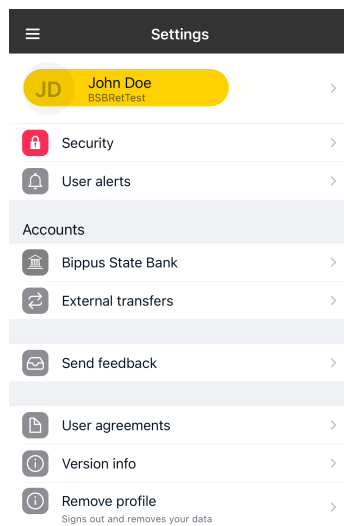 Settings
JD
John Doe
BSBRetTest
Security
User alerts
Accounts
Bippus State Bank
External transfers
Send feedback
User agreements
Version info
Remove profile
Signs out and removes your data